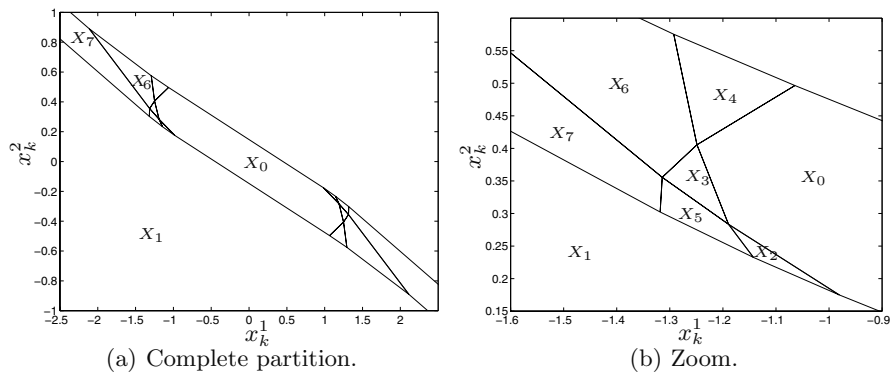 1
0.8
0.6
0.4
0.2
0
−0.2
−0.4
−0.6
−0.8
−1
−2.5 −2 −1.5 −1 −0.5 0 0.5 1 1.5 2
x_k^2
x_k^1
X_7
X_6
X_0
X_1
(a) Complete partition.
0.55
0.5
0.45
0.4
0.35
0.3
0.25
0.2
0.15
−1.6 −1.5 −1.4 −1.3 −1.2 −1.1 −1 −0.9
x_k^2
x_k^1
X_6
X_4
X_7
X_3
X_0
X_5
X_1
X_2
(b) Zoom.